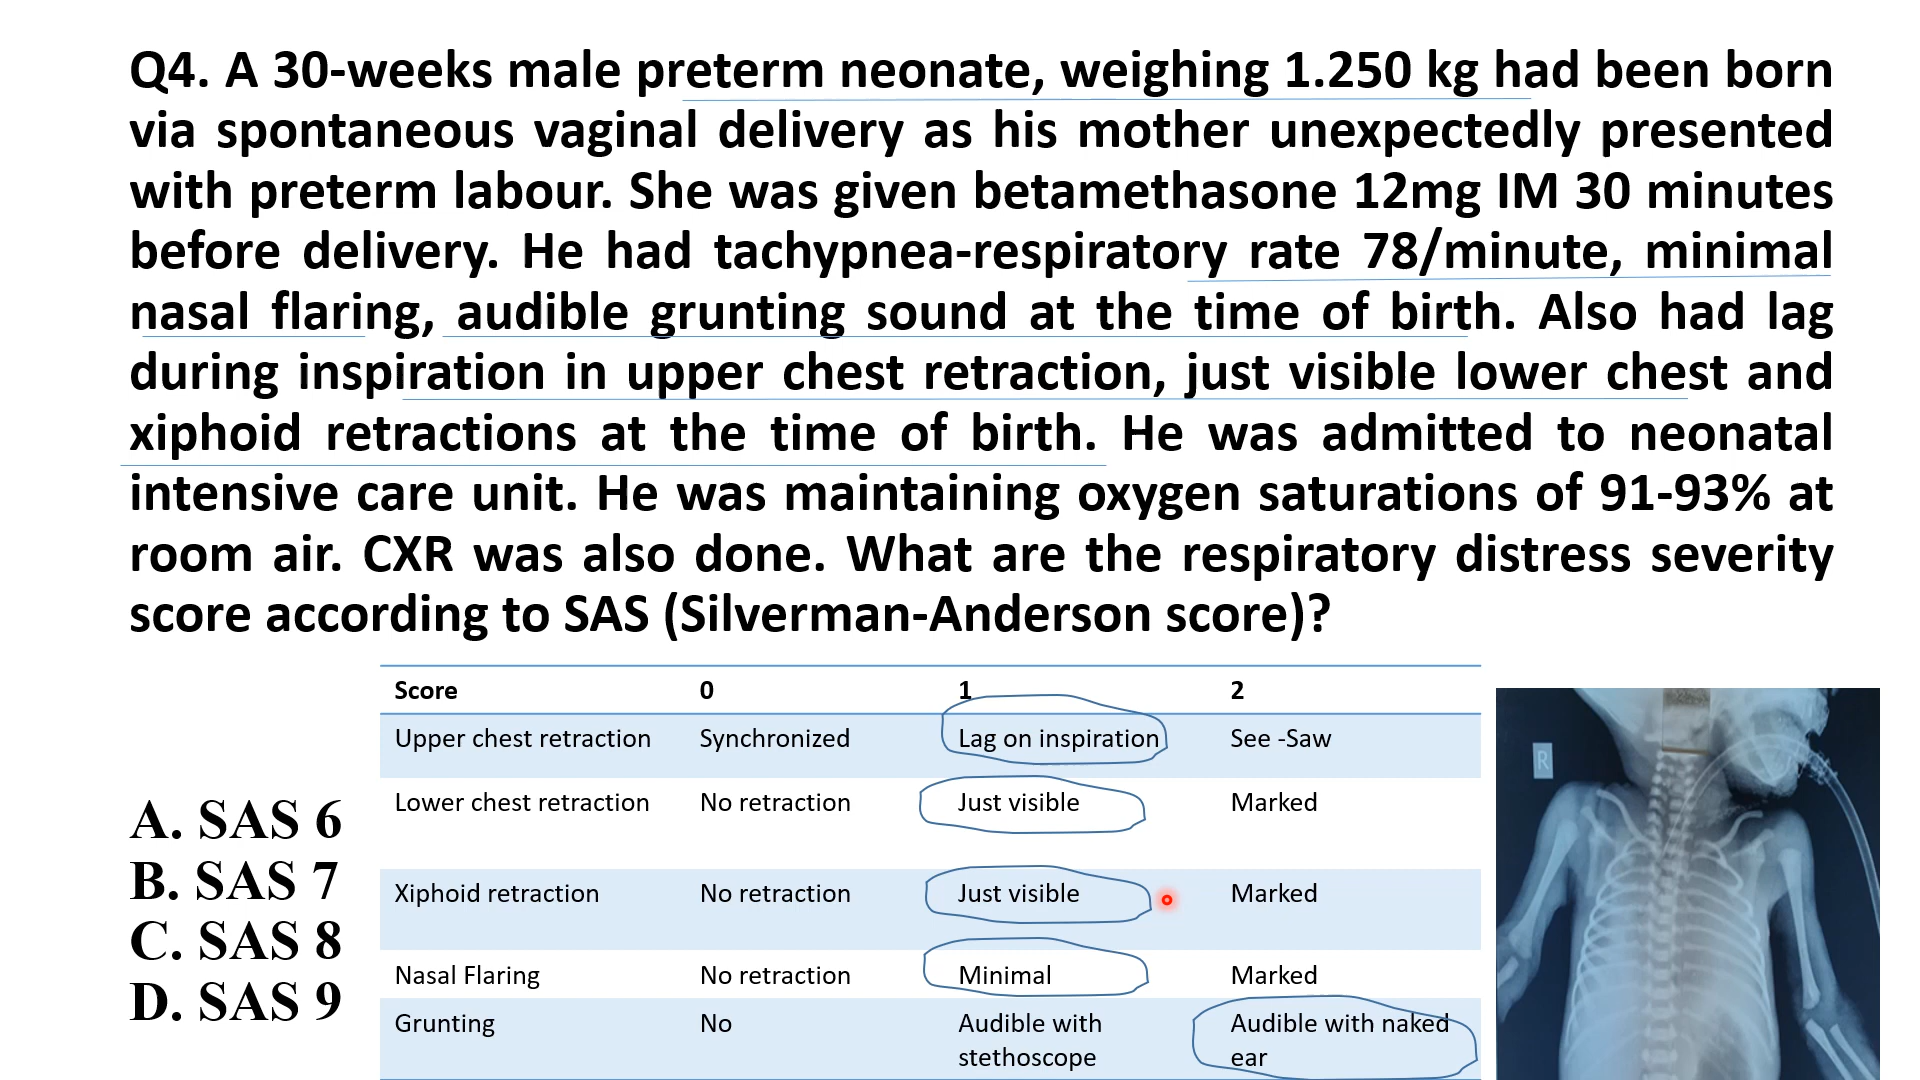 Q4. A 30-weeks male preterm neonate, weighing 1.250 kg had been born
via spontaneous vaginal delivery as his mother unexpectedly presented
with preterm labour. She was given betamethasone 12mg IM 30 minutes
before delivery. He had tachypnea-respiratory rate 78/minute, minimal
nasal flaring, audible grunting sound at the time of birth. Also had lag
during inspiration in upper chest retraction, just visible lower chest and
xiphoid retractions at the time of birth. He was admitted to neonatal
intensive care unit. He was maintaining oxygen saturations of 91-93% at
room air. CXR was also done. What are the respiratory distress severity
score according to SAS (Silverman-Anderson score)?
A. SAS 6
B. SAS 7
C. SAS 8
D. SAS 9
Score 0 1 2
Upper chest retraction Synchronized Lag on inspiration See -Saw
Lower chest retraction No retraction Just visible Marked
Xiphoid retraction No retraction Just visible Marked
Nasal Flaring No retraction Minimal Marked
Grunting No Audible with Audible with naked
stethoscope ear
R